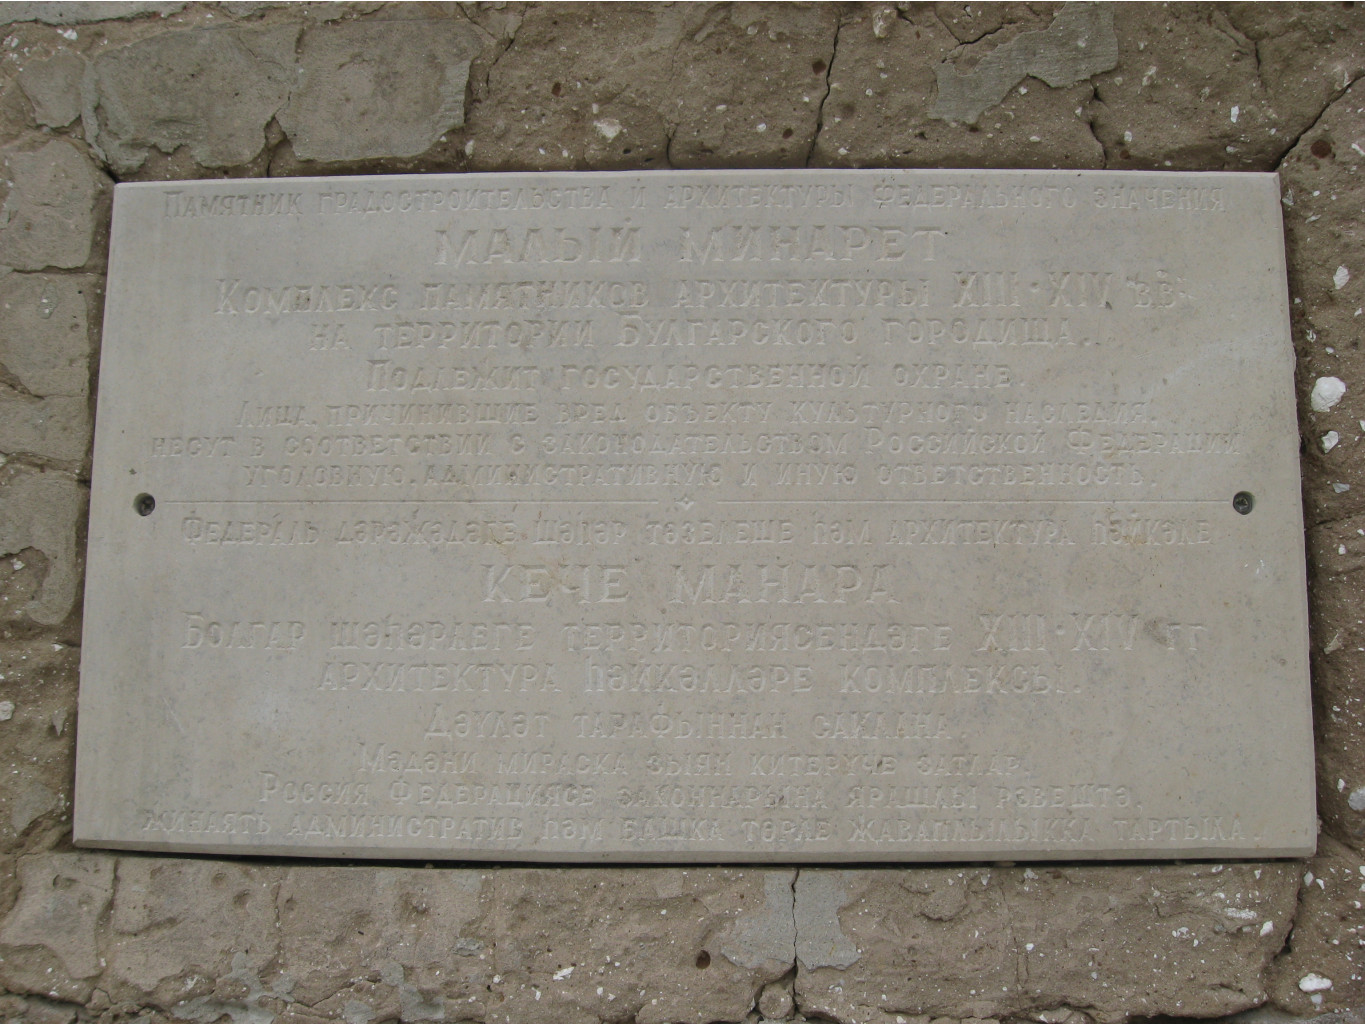 Памятник градостроительства и архитектуры федерального значения
МАЛЫЙ МИНАРЕТ
Комплекс памятников архитектуры XIII-XIV вв.
на территории Булгарского городища.
Подлежит государственной охране.
Лица, причинившие вред объекту культурного наследия,
несут в соответствии с законодательством Российской Федерации
уголовную, административную и иную ответственность.
Федераль дәрәжәдәге шәһәр төзелеше һәм архитектура һәйкәле
КЕЧЕ МАНАРА
Болгар шәһәрлеге территориясендәге XIII-XIV гг
архитектура һәйкәлләре комплексы.
Дәүләт тарафыннан саклана.
Мәдәни мираска зыян китерүче затлар,
Россия Федерациясе законнарына ярашлы рәвештә,
җинаять, административ һәм башка төрле җаваплылыкка тартыла.